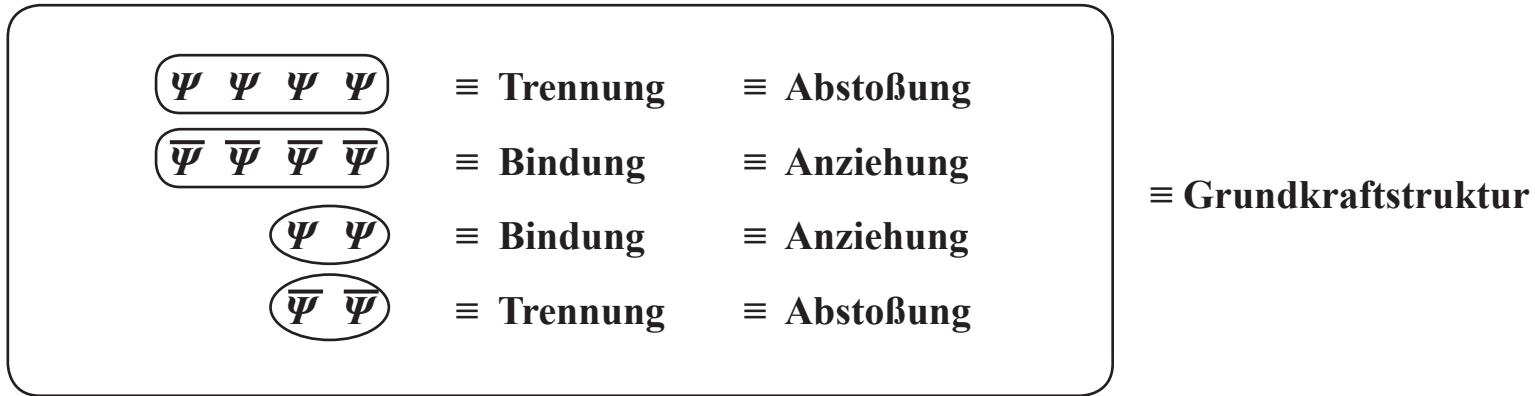 Ψ Ψ Ψ Ψ ≡ Trennung ≡ Abstoßung
Ψ̅ Ψ̅ Ψ̅ Ψ̅ ≡ Bindung ≡ Anziehung
≡ Grundkraftstruktur
Ψ Ψ ≡ Bindung ≡ Anziehung
Ψ̅ Ψ̅ ≡ Trennung ≡ Abstoßung